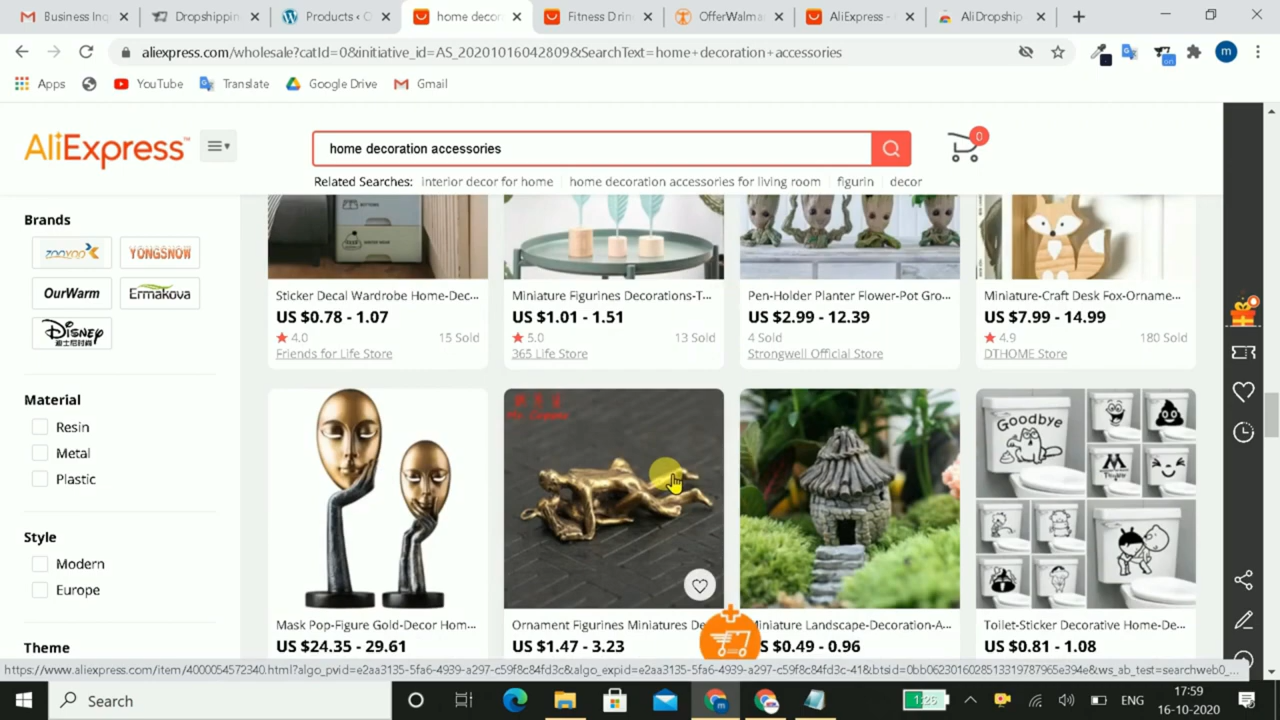 Business Inq
Dropshippin
Products ‹ O
home decor
Fitness Drin
OfferWalma
AliExpress - A
AliDropship
aliexpress.com/wholesale?catId=0&initiative_id=AS_20201016042809&SearchText=home+decoration+accessories
on
m
Apps
YouTube
Translate
Google Drive
Gmail
AliExpress™
home decoration accessories
0
Related Searches: interior decor for home home decoration accessories for living room figurin decor
Brands
YONGSNOW
OurWarm
Ermakova
Disney
Material
Resin
Metal
Plastic
Style
Modern
Europe
Theme
Sticker Decal Wardrobe Home-Dec...
US $0.78 - 1.07
4.0 15 Sold
Friends for Life Store
Miniature Figurines Decorations-T...
US $1.01 - 1.51
5.0 13 Sold
365 Life Store
Pen-Holder Planter Flower-Pot Gro...
US $2.99 - 12.39
4 Sold
Strongwell Official Store
Miniature-Craft Desk Fox-Orname...
US $7.99 - 14.99
4.9 180 Sold
DTHOME Store
Mask Pop-Figure Gold-Decor Hom...
US $24.35 - 29.61
Ornament Figurines Miniatures De
US $1.47 - 3.23
Miniature Landscape-Decoration-A...
US $0.49 - 0.96
Goodbye
Toilet-Sticker Decorative Home-De...
US $0.81 - 1.08
https://www.aliexpress.com/item/4000054572340.html?algo_pvid=e2aa3135-5fa6-4939-a297-c59f8c84fd3c&algo_expid=e2aa3135-5fa6-4939-a297-c59f8c84fd3c-41&btsid=0bb0623016028513319787965e394e&ws_ab_test=searchweb0_...
Search
1:26
ENG
17:59
16-10-2020